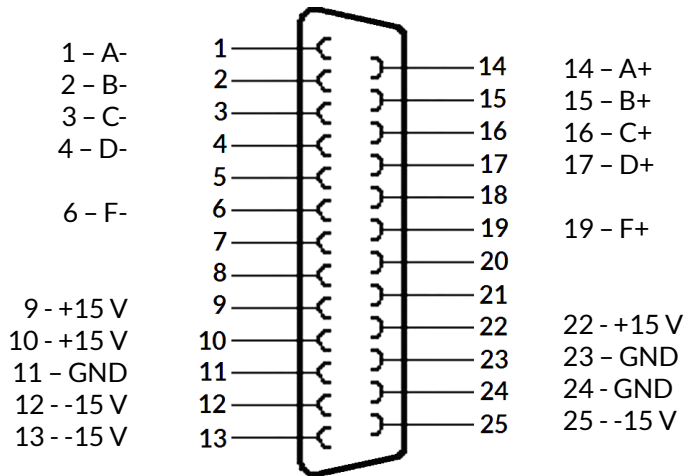 1 – A-
2 – B-
3 – C-
4 – D-
6 – F-
9 - +15 V
10 - +15 V
11 – GND
12 - -15 V
13 - -15 V
1
2
3
4
5
6
7
8
9
10
11
12
13
14
15
16
17
18
19
20
21
22
23
24
25
14 – A+
15 – B+
16 – C+
17 – D+
19 – F+
22 - +15 V
23 – GND
24 - GND
25 - -15 V